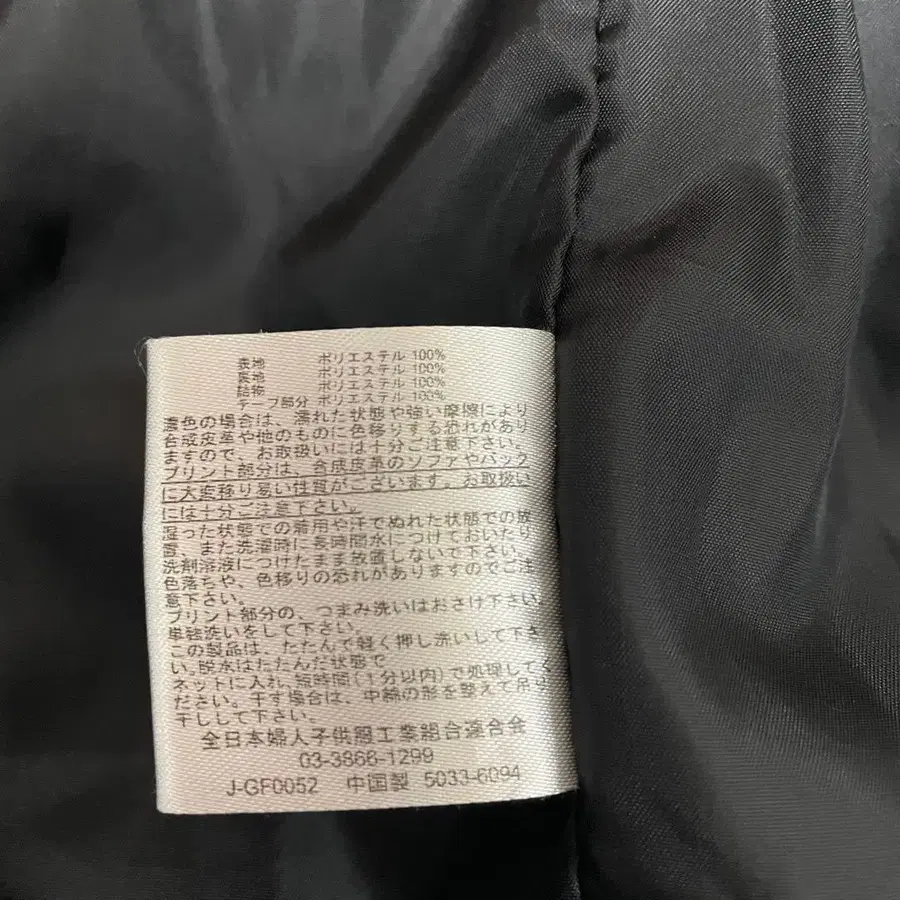 表地 ポリエステル 100%
裏地 ポリエステル 100%
詰物 ポリエステル 100%
テープ部分 ポリエステル 100%
濃色の場合は、濡れた状態や強い摩擦により
合成皮革や他のものに色移りする恐れがあり
ますので、お取扱いには十分ご注意下さい。
プリント部分は、合成皮革のソファやバック
に大変移り易い性質がございます。お取扱い
には十分ご注意下さい。
湿った状態での着用や汗でぬれた状態での放
置、また洗濯時に長時間水につけておいたり
洗剤溶液につけたまま放置しないで下さい。
色落ちや、色移りの恐れがありますのでご注
意下さい。
プリント部分の、つまみ洗いはおさけ下さい。
単独洗いをして下さい。
この製品は、たたんで軽く押し洗いして下さ
い。脱水はたたんだ状態で
ネットに入れ、短時間(1分以内)で処理してく
ださい。干す場合は、中綿の形を整えて吊り
干しして下さい。
全日本婦人子供服工業組合連合会
03-3866-1299
J-GF0052 中国製 5033-6094